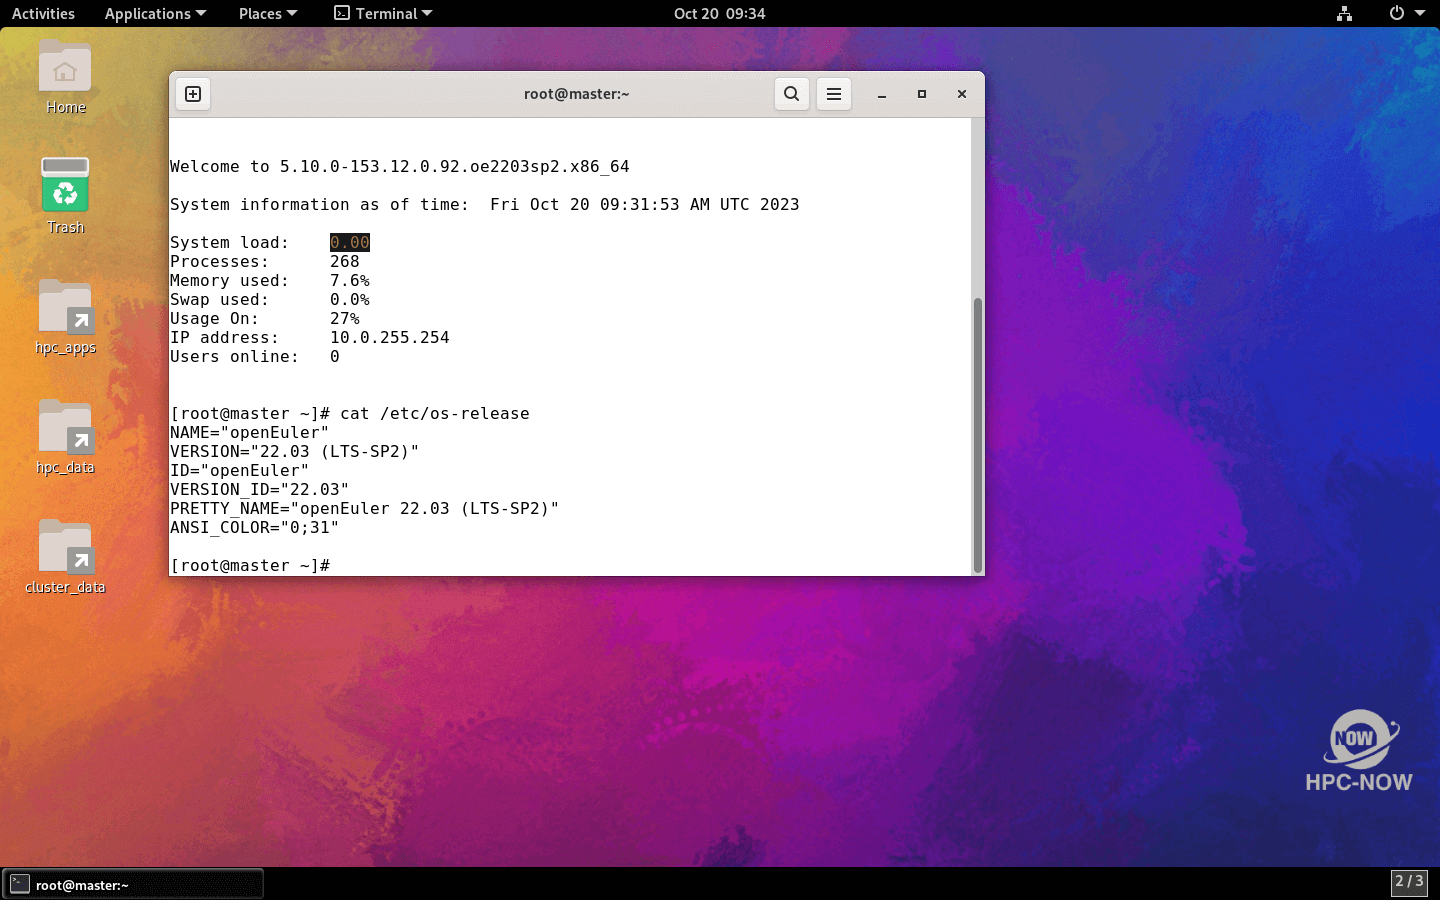 Activities Applications Places Terminal Oct 20 09:34
Home
Trash
hpc_apps
hpc_data
cluster_data
root@master:~
Welcome to 5.10.0-153.12.0.92.oe2203sp2.x86_64
System information as of time:  Fri Oct 20 09:31:53 AM UTC 2023
System load:    0.00
Processes:      268
Memory used:    7.6%
Swap used:      0.0%
Usage On:       27%
IP address:     10.0.255.254
Users online:   0
[root@master ~]# cat /etc/os-release
NAME="openEuler"
VERSION="22.03 (LTS-SP2)"
ID="openEuler"
VERSION_ID="22.03"
PRETTY_NAME="openEuler 22.03 (LTS-SP2)"
ANSI_COLOR="0;31"
[root@master ~]#
NOW
HPC-NOW
root@master:~
2 / 3